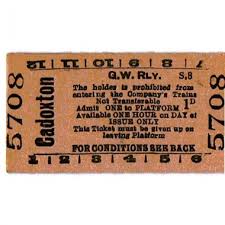 1 11 10 9 8 7
5708
Cadoxton
G.W. RLY. S,8
The holder is prohibited from
entering the Company's Trains
Not Transferable 1D
Admit ONE to PLATFORM
Available ONE HOUR on DAY of
ISSUE ONLY
This Ticket must be given up on
leaving Platform
FOR CONDITIONS SEE BACK
1 2 3 4 5 6
5708